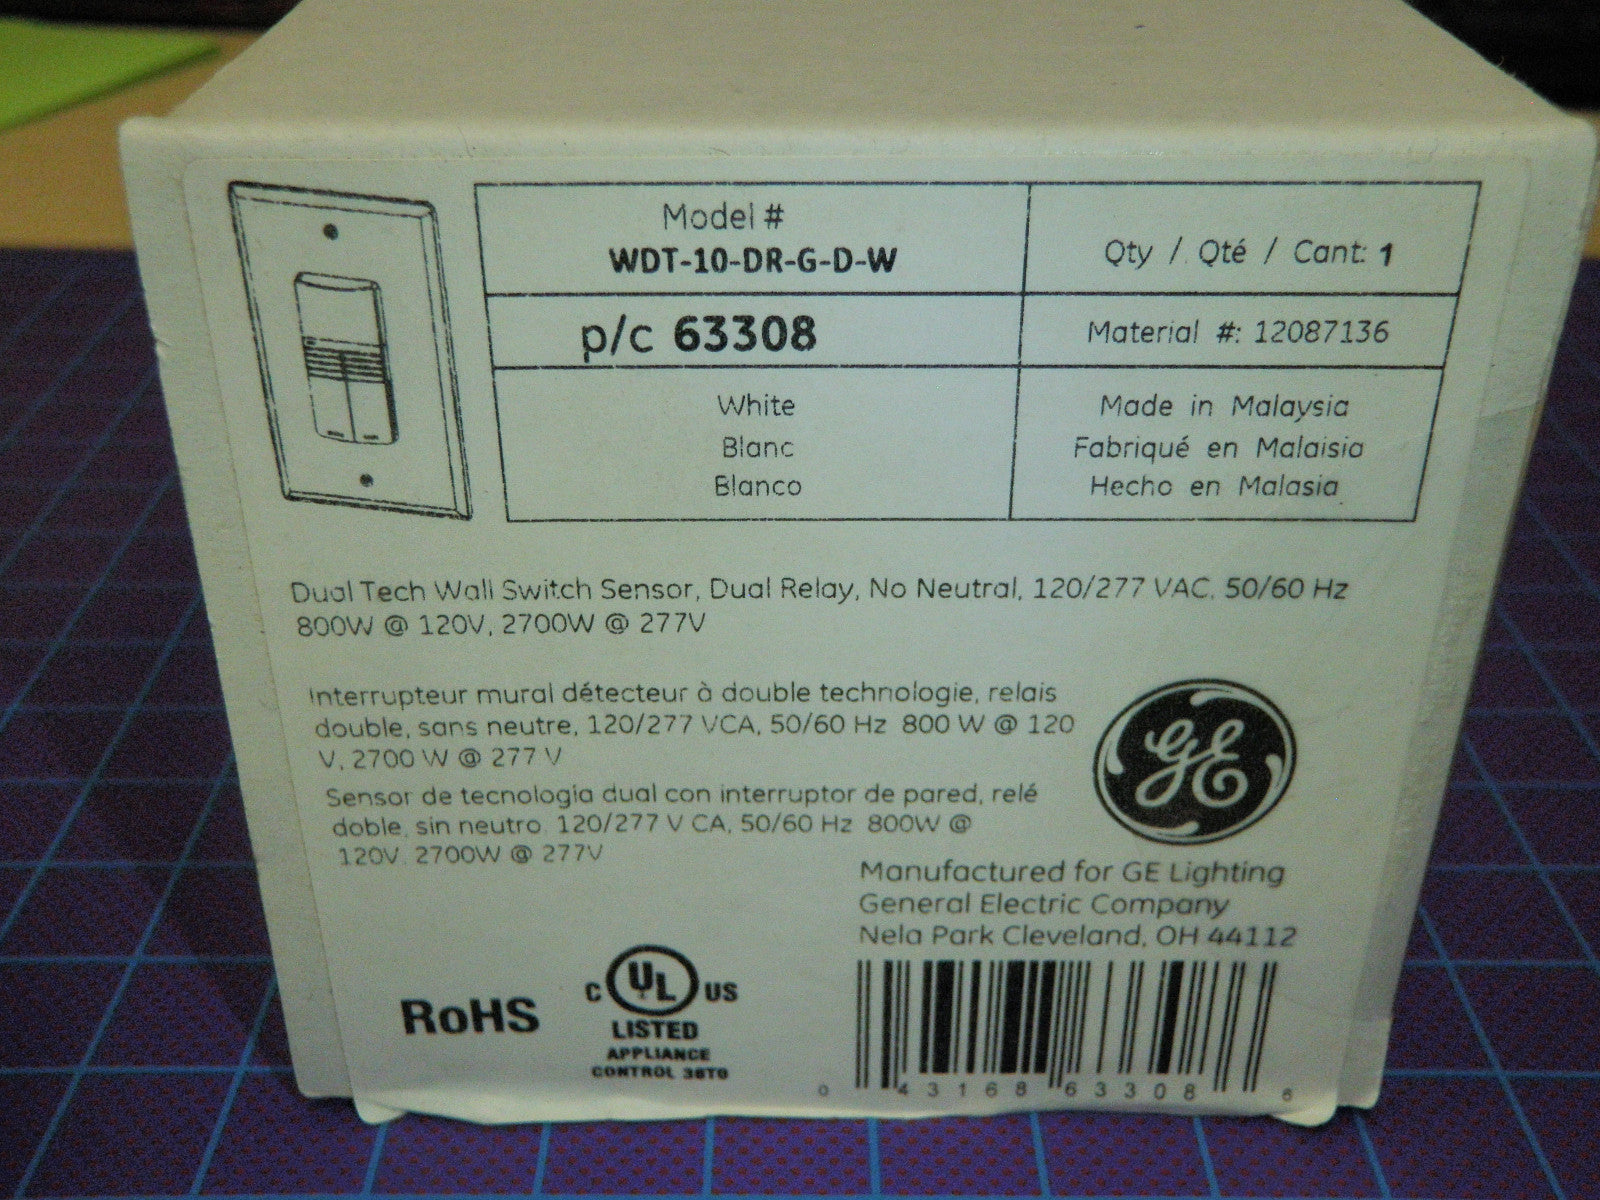 Model #
WDT-10-DR-G-D-W
Qty / Qté / Cant: 1
p/c 63308
Material #: 12087136
White
Blanc
Blanco
Made in Malaysia
Fabriqué en Malaisia
Hecho en Malasia
Dual Tech Wall Switch Sensor, Dual Relay, No Neutral, 120/277 VAC, 50/60 Hz
800W @ 120V, 2700W @ 277V
Interrupteur mural détecteur à double technologie, relais
double, sans neutre, 120/277 VCA, 50/60 Hz 800 W @ 120
V, 2700 W @ 277 V
Sensor de tecnologia dual con interruptor de pared, relé
doble, sin neutro, 120/277 V CA, 50/60 Hz 800W @
120V, 2700W @ 277V
GE
Manufactured for GE Lighting
General Electric Company
Nela Park Cleveland, OH 44112
RoHS
C UL US
LISTED
APPLIANCE
CONTROL 38T0
0 43168 63308 6